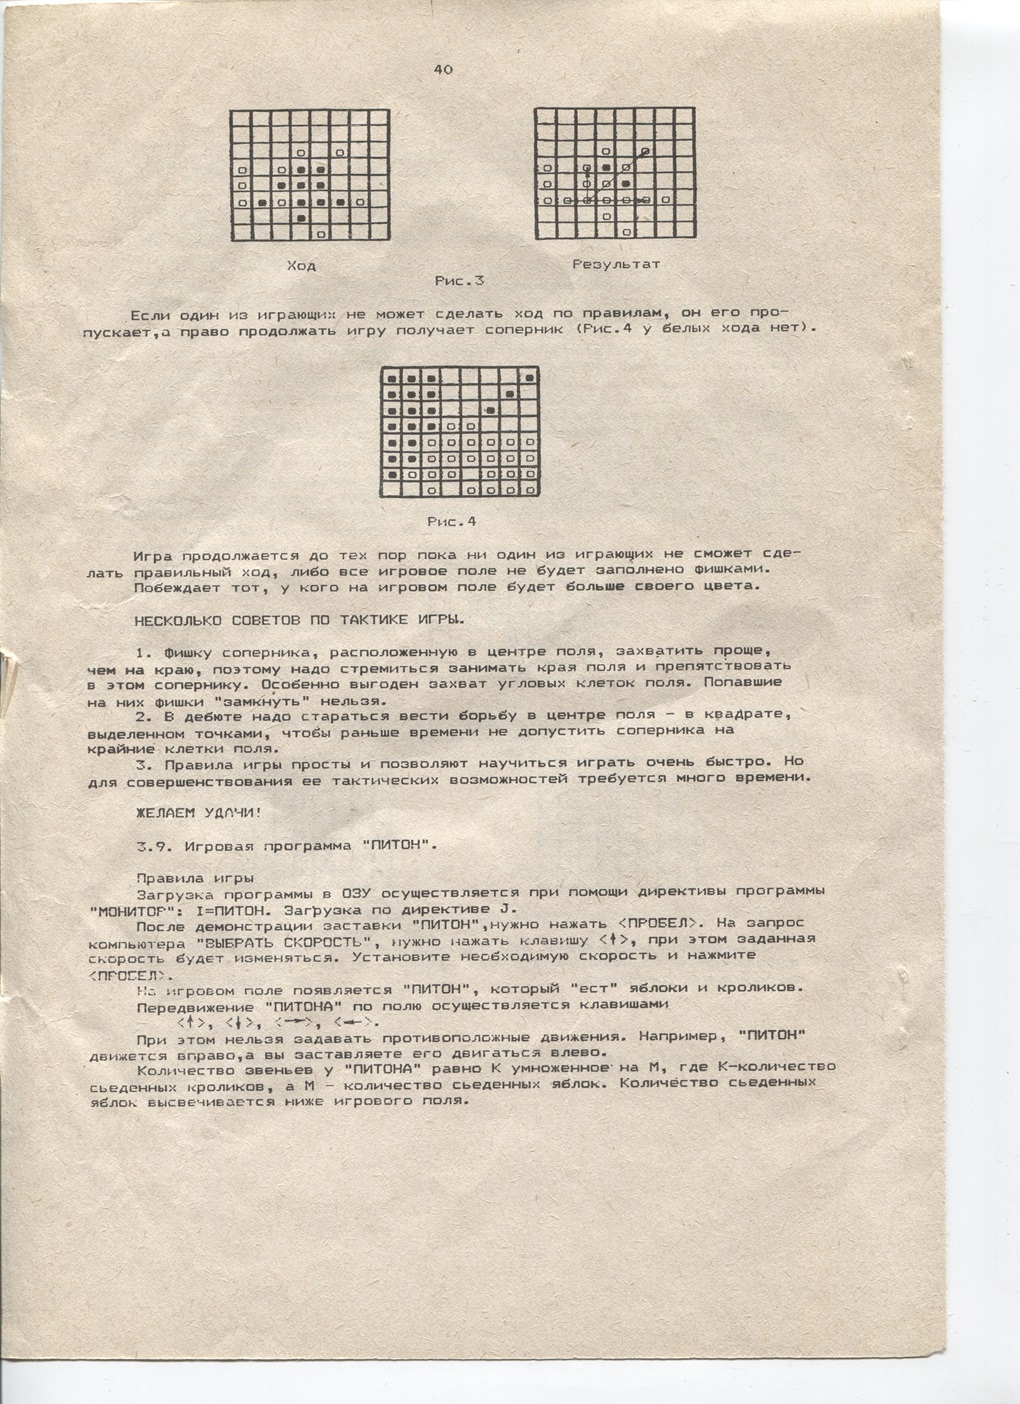 40
Ход
Результат
Рис.3
Если один из играющих не может сделать ход по правилам, он его про-
пускает,а право продолжать игру получает соперник (Рис.4 у белых хода нет).
Рис.4
Игра продолжается до тех пор пока ни один из играющих не сможет сде-
лать правильный ход, либо все игровое поле не будет заполнено фишками.
Побеждает тот, у кого на игровом поле будет больше своего цвета.
НЕСКОЛЬКО СОВЕТОВ ПО ТАКТИКЕ ИГРЫ.
1. Фишку соперника, расположенную в центре поля, захватить проще,
чем на краю, поэтому надо стремиться занимать края поля и препятствовать
в этом сопернику. Особенно выгоден захват угловых клеток поля. Попавшие
на них фишки "замкнуть" нельзя.
2. В дебюте надо стараться вести борьбу в центре поля - в квадрате,
выделенном точками, чтобы раньше времени не допустить соперника на
крайние клетки поля.
3. Правила игры просты и позволяют научиться играть очень быстро. Но
для совершенствования ее тактических возможностей требуется много времени.
ЖЕЛАЕМ УДАЧИ!
3.9. Игровая программа "ПИТОН".
Правила игры
Загрузка программы в ОЗУ осуществляется при помощи директивы программы
"МОНИТОР": I=ПИТОН. Загрузка по директиве J.
После демонстрации заставки "ПИТОН",нужно нажать <ПРОБЕЛ>. На запрос
компьютера "ВЫБРАТЬ СКОРОСТЬ", нужно нажать клавишу <↑>, при этом заданная
скорость будет изменяться. Установите необходимую скорость и нажмите
<ПРОБЕЛ>.
На игровом поле появляется "ПИТОН", который "ест" яблоки и кроликов.
Передвижение "ПИТОНА" по полю осуществляется клавишами
<↑>, <↓>, <→>, <←>.
При этом нельзя задавать противоположные движения. Например, "ПИТОН"
движется вправо,а вы заставляете его двигаться влево.
Количество звеньев у "ПИТОНА" равно К умноженное на М, где К-количество
сьеденных кроликов, а М - количество сьеденных яблок. Количество сьеденных
яблок высвечивается ниже игрового поля.